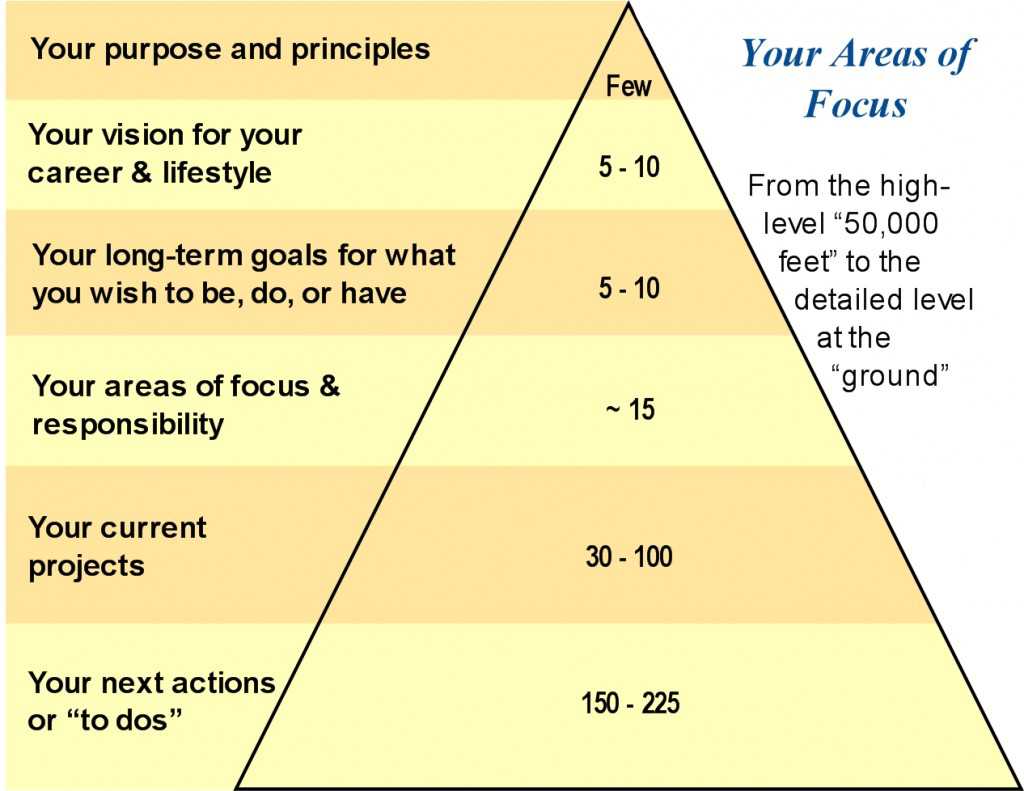 Your purpose and principles
Few
Your vision for your
career & lifestyle
5 - 10
Your long-term goals for what
you wish to be, do, or have
5 - 10
Your areas of focus &
responsibility
~ 15
Your current
projects
30 - 100
Your next actions
or “to dos”
150 - 225
Your Areas of
Focus
From the high-
level “50,000
feet” to the
detailed level
at the
“ground”